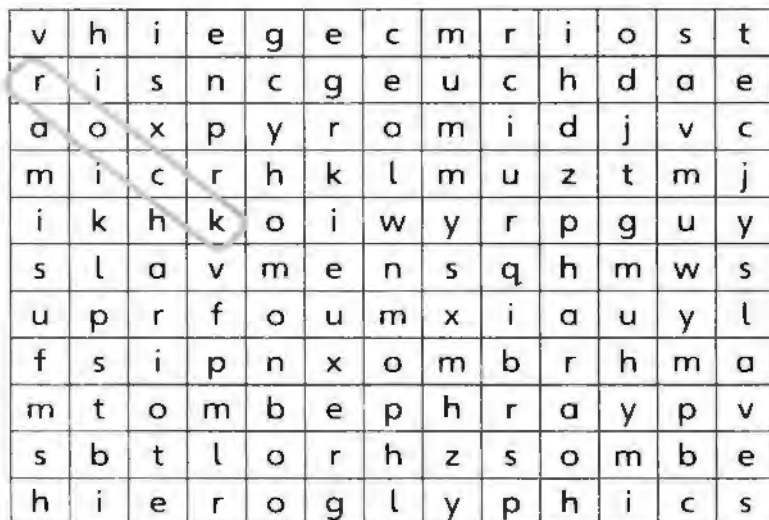 v h i e g e c m r i o s t
r i s n c g e u c h d a e
a o x p y r a m i d j v c
m i c r h k l m u z t m j
i k h k o i w y r p g u y
s l a v m e n s q h m w s
u p r f o u m x i a u y l
f s i p n x o m b r h m a
m t o m b e p h r a y p v
s b t l o r h z s o m b e
h i e r o g l y p h i c s